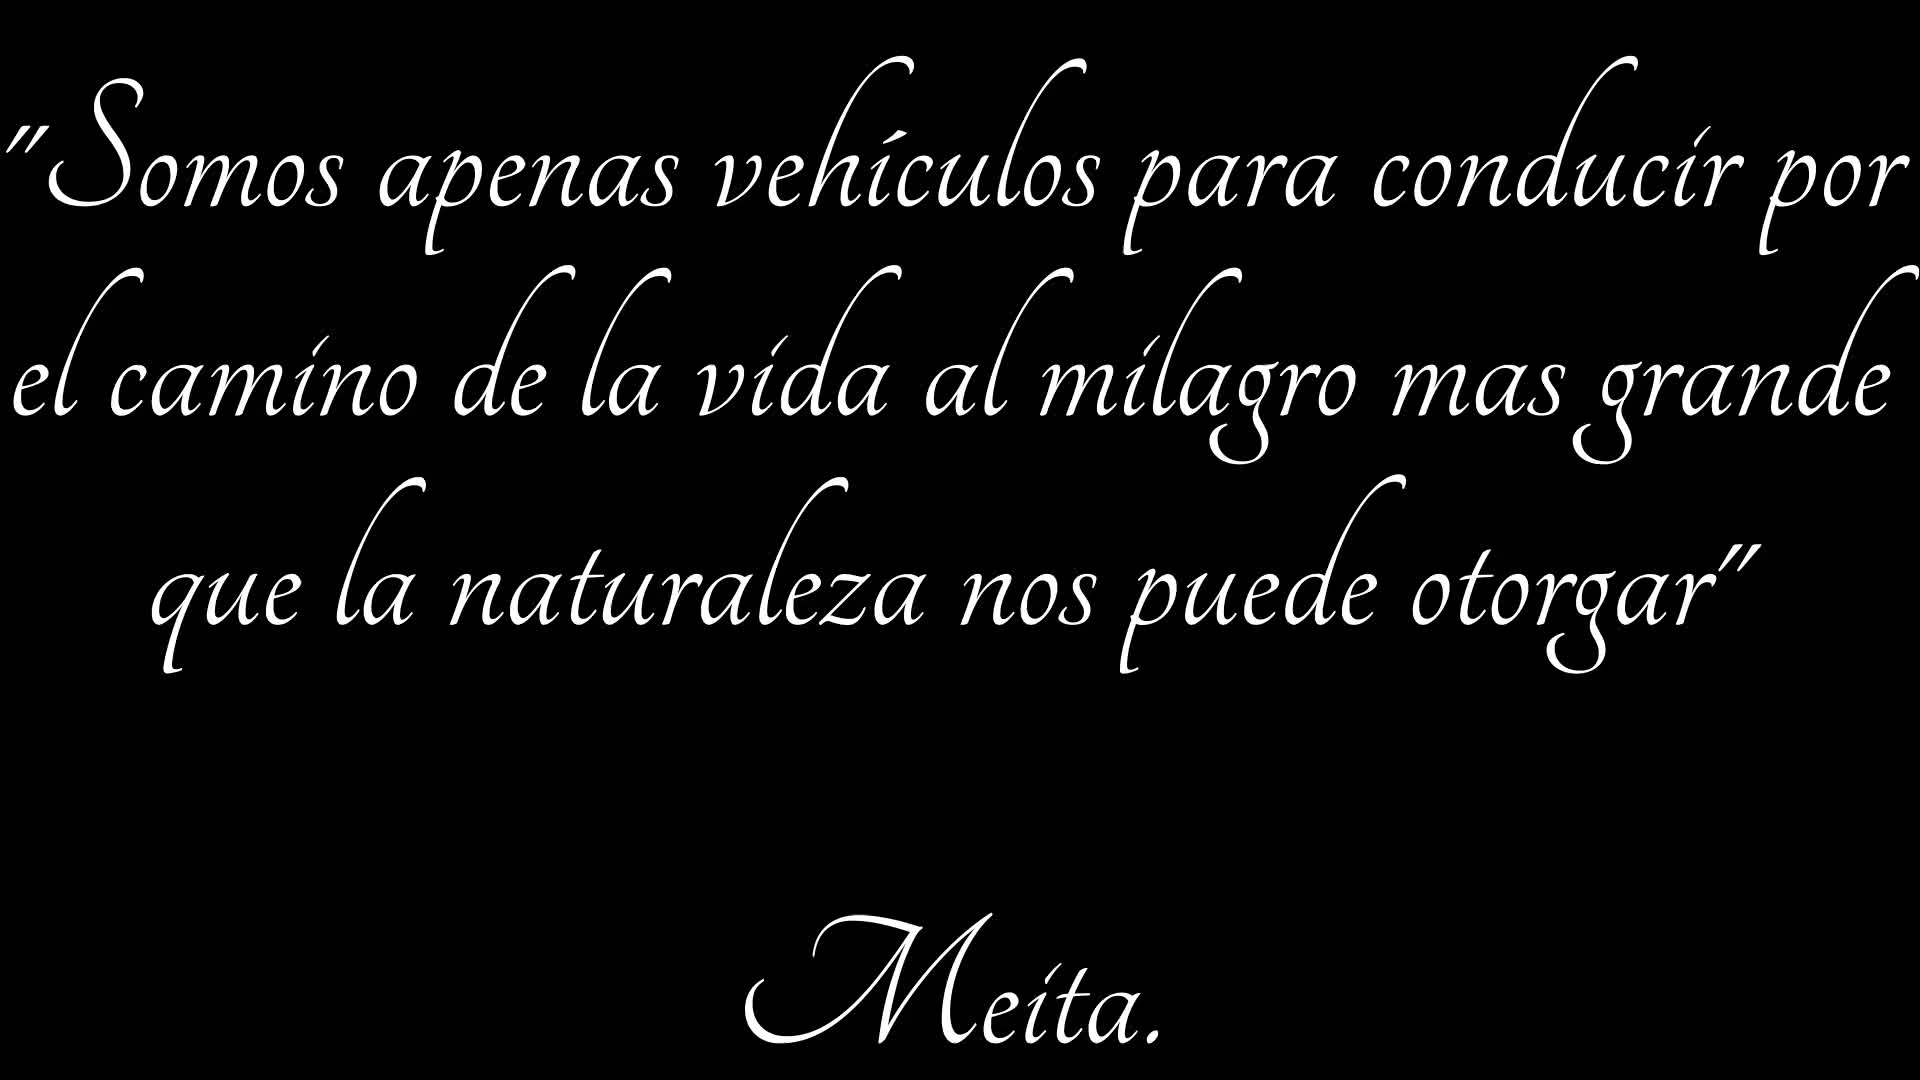 "Somos apenas vehículos para conducir por
el camino de la vida al milagro mas grande
que la naturaleza nos puede otorgar"
Meita.